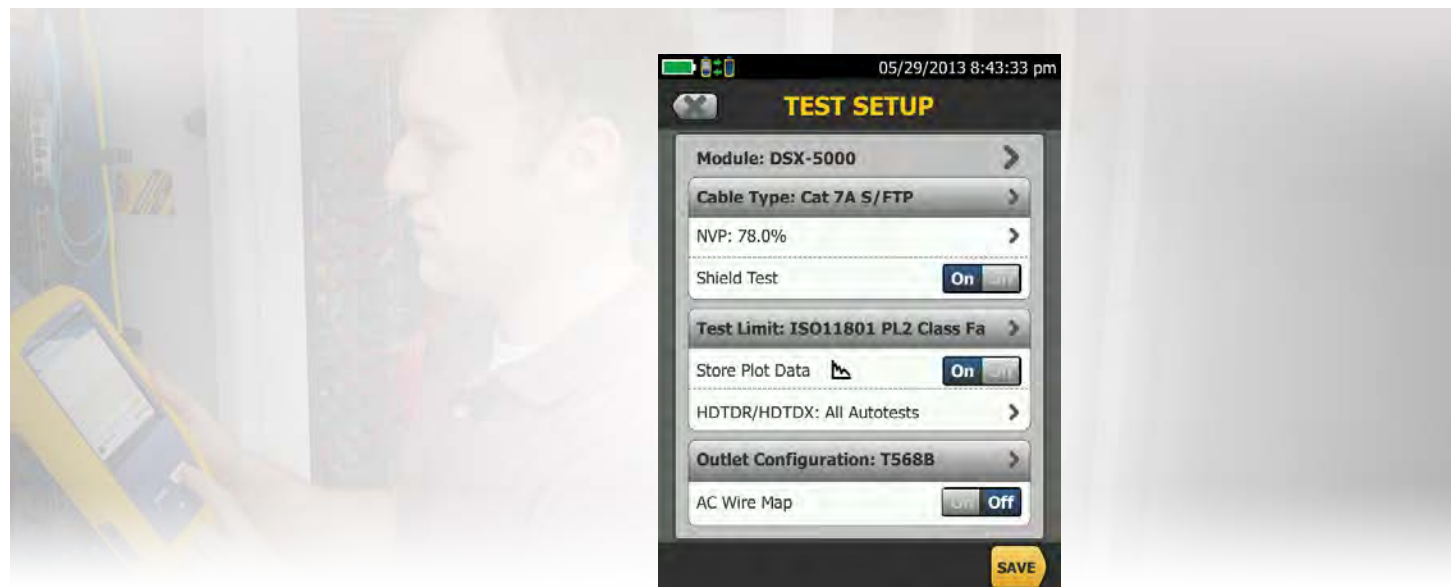 05/29/2013 8:43:33 pm
TEST SETUP
Module: DSX-5000
Cable Type: Cat 7A S/FTP
NVP: 78.0%
Shield Test On
Test Limit: ISO11801 PL2 Class Fa
Store Plot Data On
HDTDR/HDTDX: All Autotests
Outlet Configuration: T568B
AC Wire Map On Off
SAVE